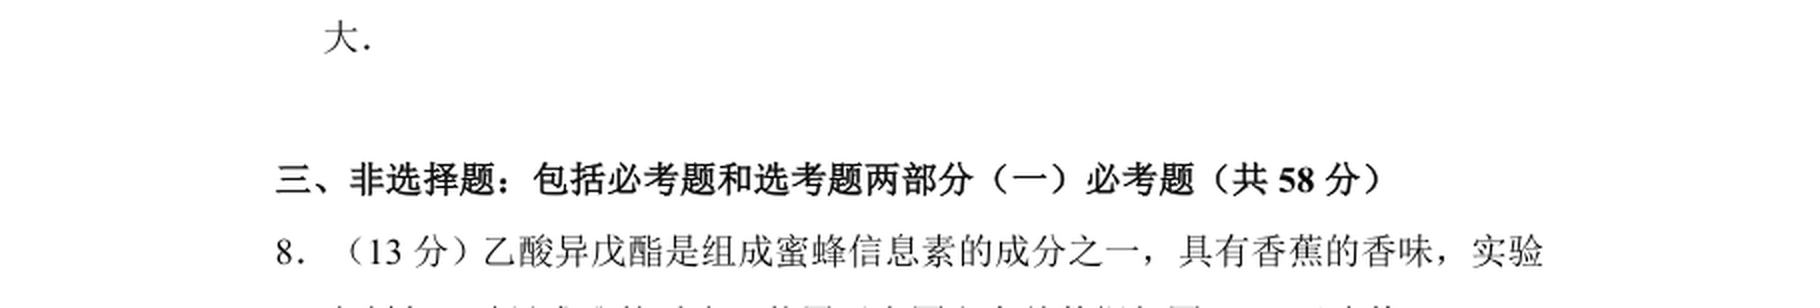 大．
三、非选择题：包括必考题和选考题两部分（一）必考题（共 58 分）
8．（13 分）乙酸异戊酯是组成蜜蜂信息素的成分之一，具有香蕉的香味，实验